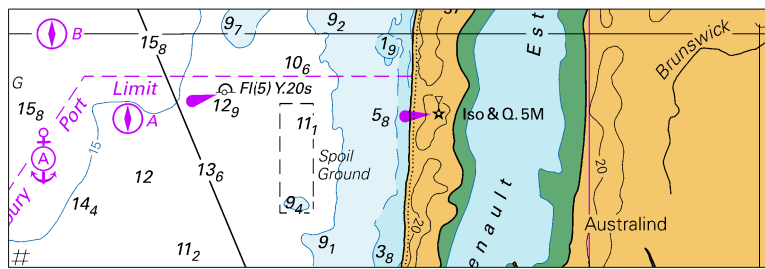 B
15₈
9₇
9₂
1₉
Est
Brunswick
G
10₆
Limit
Fl(5) Y.20s
15₈
Port
A
12₉
5₈
Iso & Q. 5M
11₁
15
A
Spoil
Ground
20
12
13₆
14₄
9₄
bury
enault
20
Australind
11₂
9₁
3₈
#